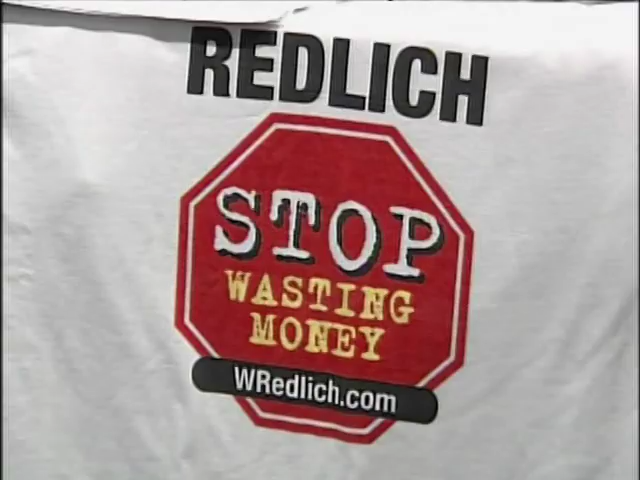 REDLICH
STOP
WASTING
MONEY
WRedlich.com